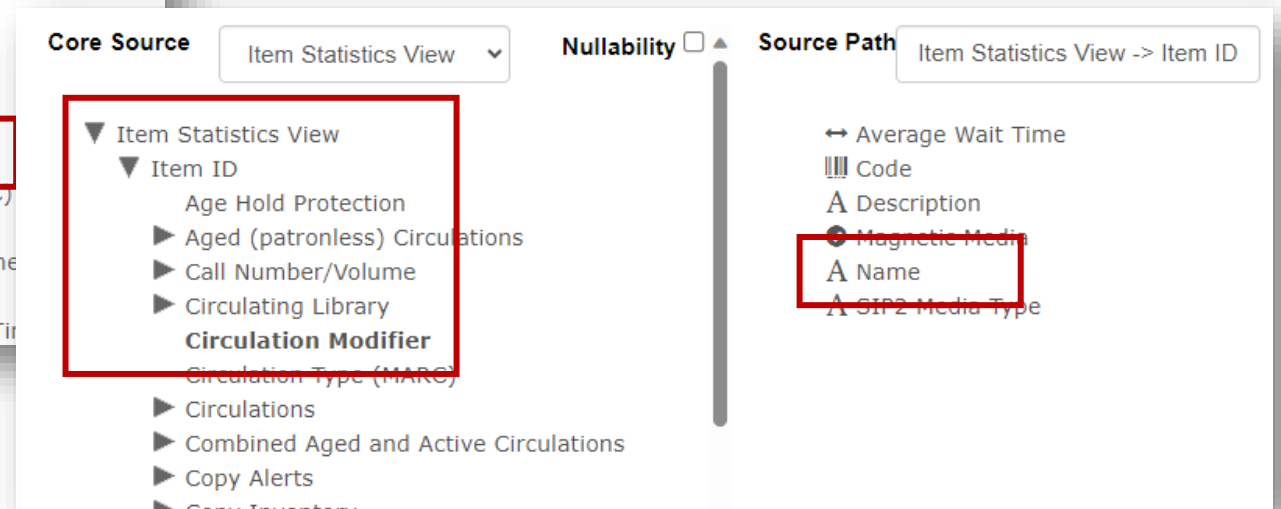 Core Source
Item Statistics View
Nullability
Source Path
Item Statistics View -> Item ID
Item Statistics View
Item ID
Age Hold Protection
Aged (patronless) Circulations
Call Number/Volume
Circulating Library
Circulation Modifier
Circulation Type (MARC)
Circulations
Combined Aged and Active Circulations
Copy Alerts
Copy Inventory
Average Wait Time
Code
A Description
Magnetic Media
A Name
A SIP2 Media Type